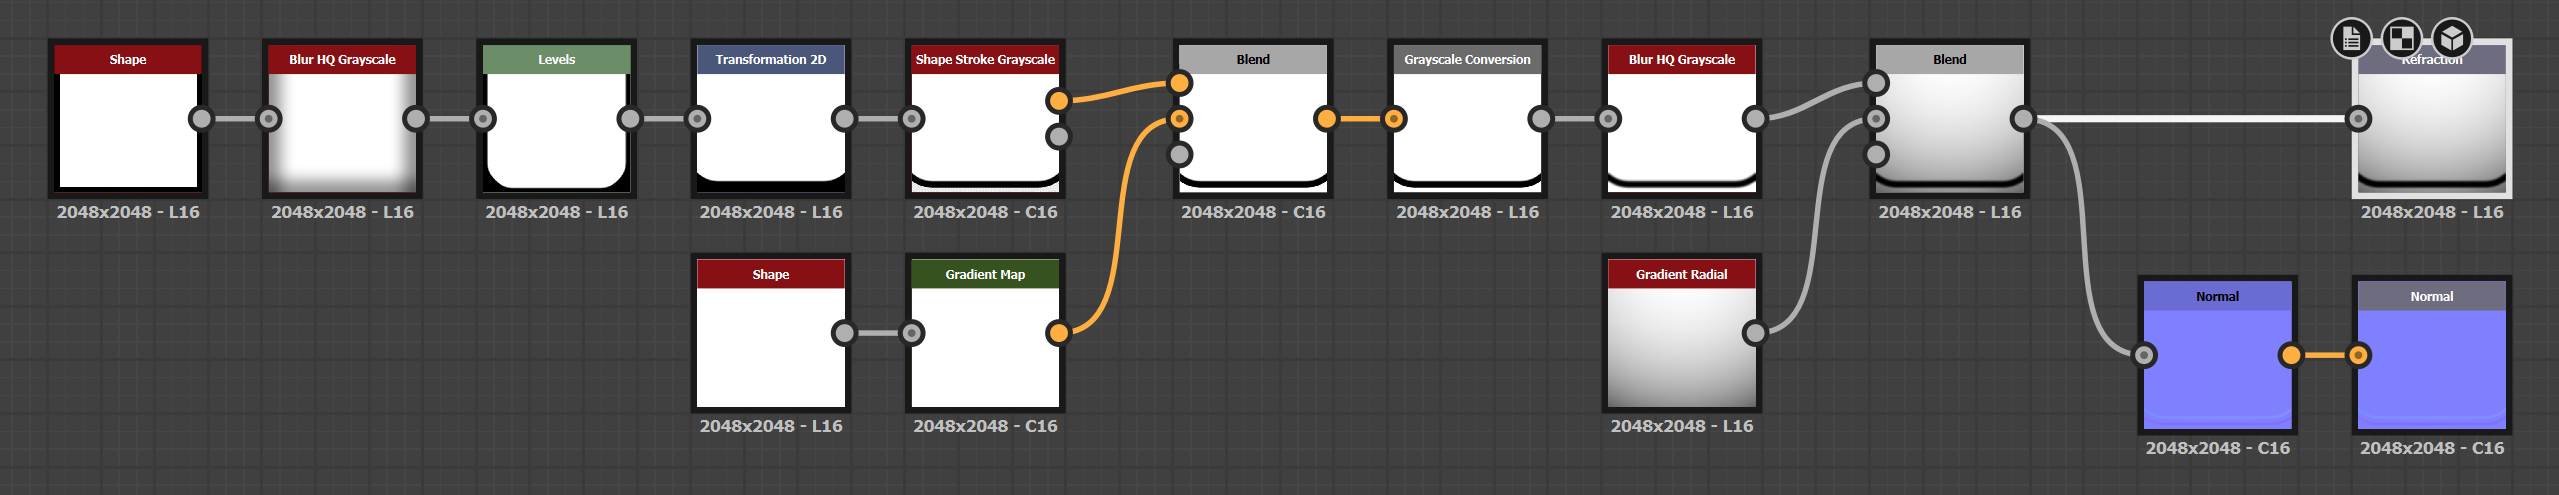 Shape
Blur HQ Grayscale
Levels
Transformation 2D
Shape Stroke Grayscale
Blend
Grayscale Conversion
Blur HQ Grayscale
Blend
Refraction
2048x2048 - L16
2048x2048 - L16
2048x2048 - L16
2048x2048 - L16
2048x2048 - C16
2048x2048 - C16
2048x2048 - L16
2048x2048 - L16
2048x2048 - L16
2048x2048 - L16
Shape
Gradient Map
Gradient Radial
Normal
Normal
2048x2048 - L16
2048x2048 - C16
2048x2048 - L16
2048x2048 - C16
2048x2048 - C16